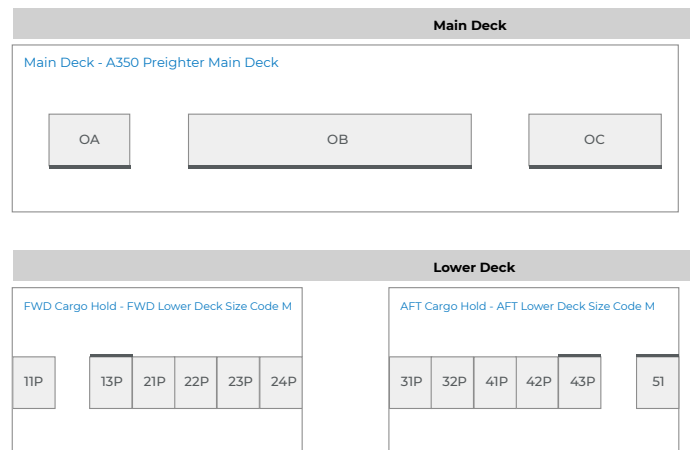 Main Deck
Main Deck - A350 Preighter Main Deck
OA OB OC
Lower Deck
FWD Cargo Hold - FWD Lower Deck Size Code M
11P 13P 21P 22P 23P 24P
AFT Cargo Hold - AFT Lower Deck Size Code M
31P 32P 41P 42P 43P 51